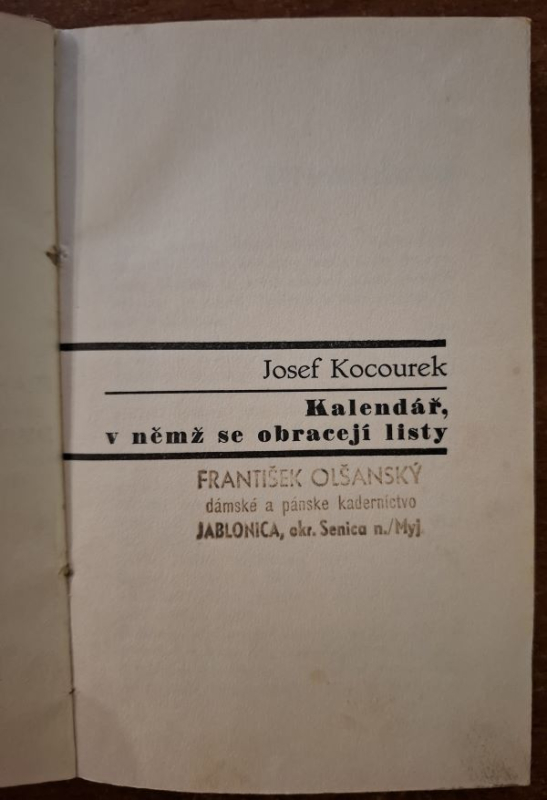 Josef Kocourek
Kalendář,
v němž se obracejí listy
FRANTIŠEK OLŠANSKÝ
dámské a pánske kaderníctvo
JABLONICA, okr. Senica n./Myj.